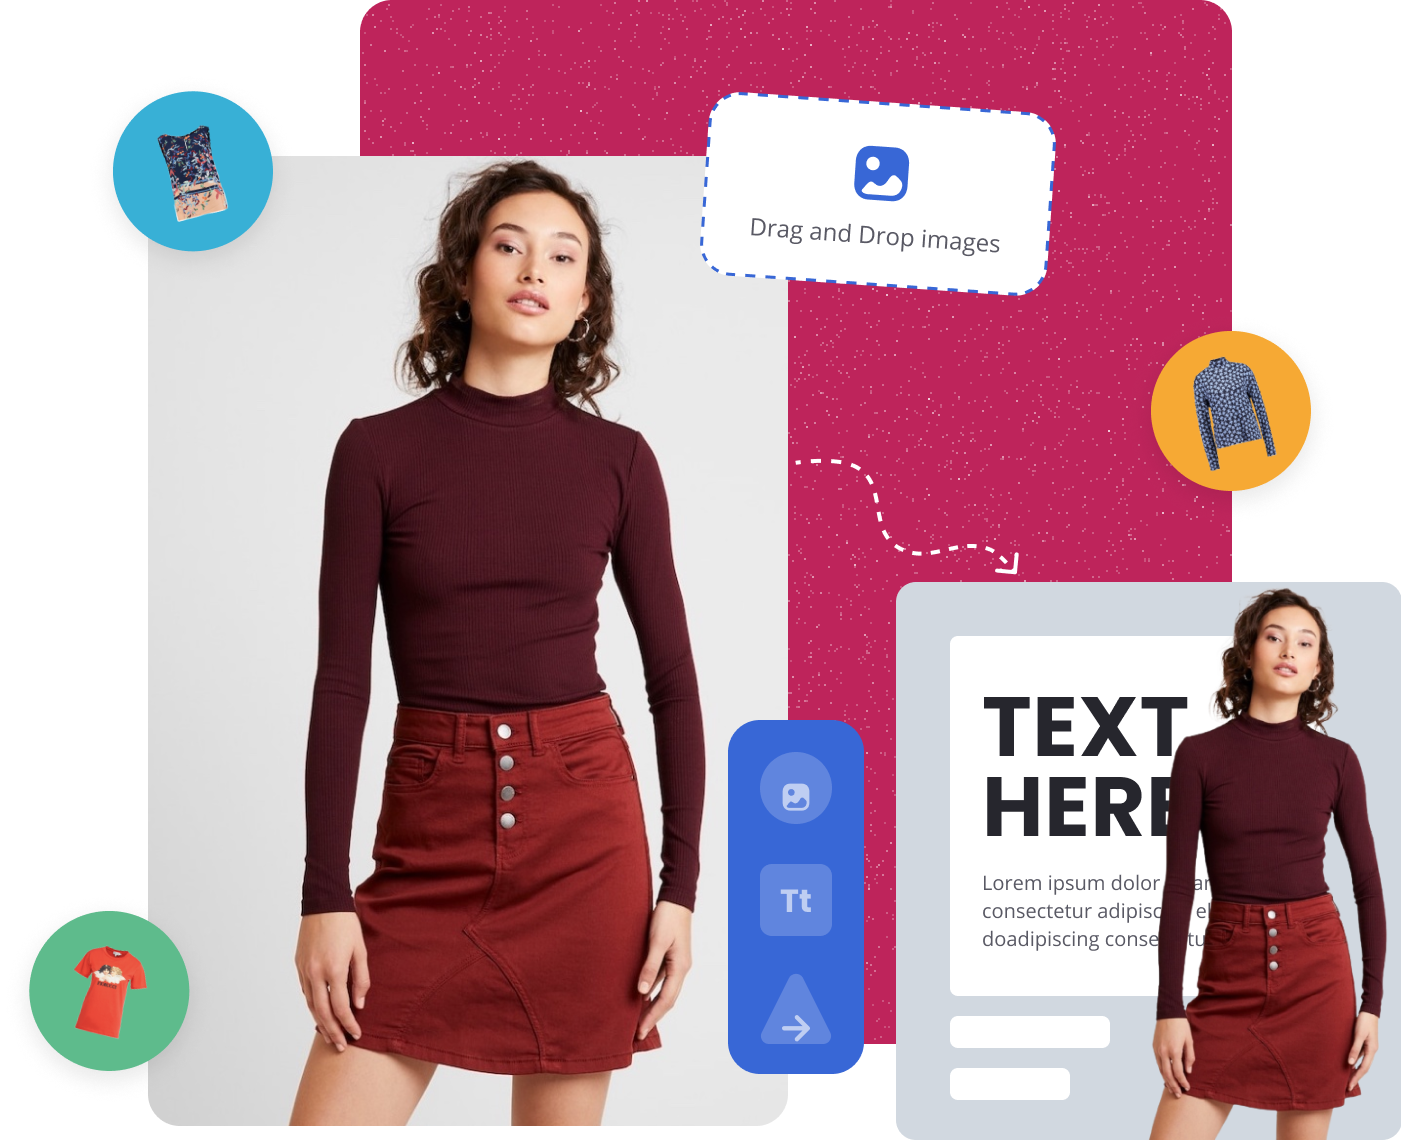 Drag and Drop images
Tt
TEXT
HERE
Lorem ipsum dolor
consectetur adipisc
doadipiscing conse